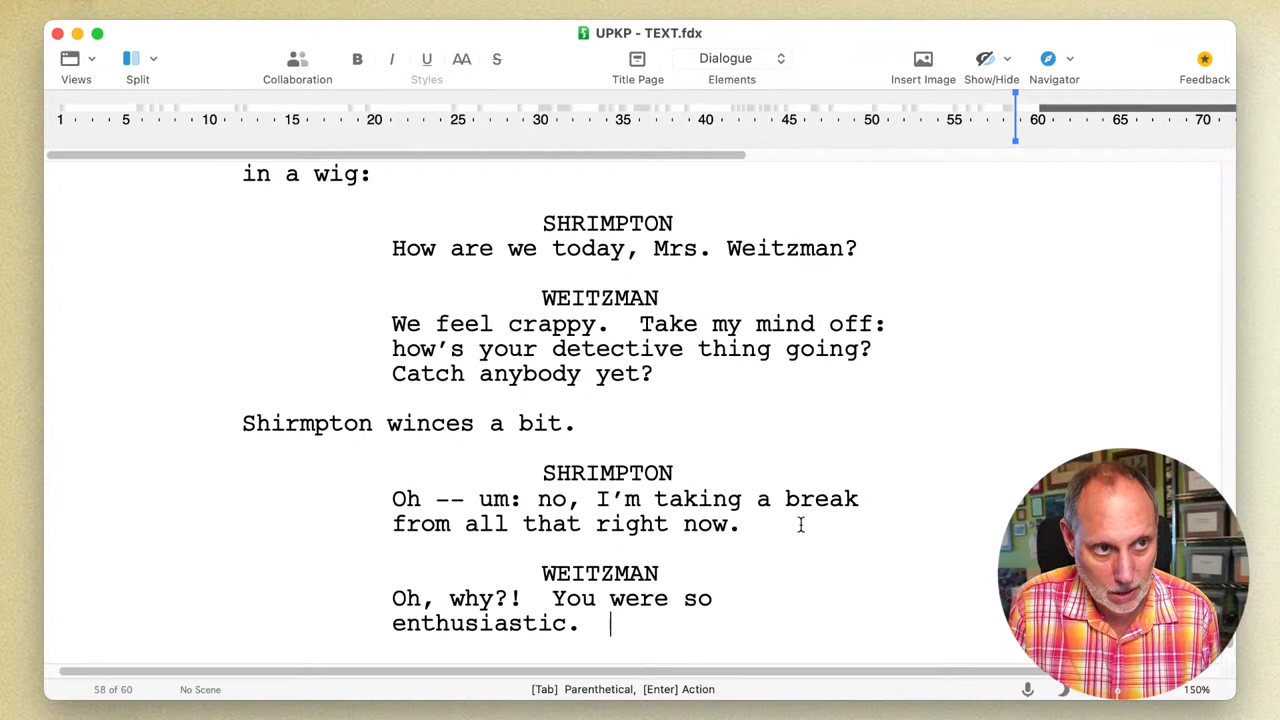 UPKP - TEXT.fdx
B I U AA S
Dialogue
Views Split Collaboration Styles Title Page Elements Insert Image Show/Hide Navigator Feedback
1 5 10 15 20 25 30 35 40 45 50 55 60 65 70
in a wig:
SHRIMPTON
How are we today, Mrs. Weitzman?
WEITZMAN
We feel crappy. Take my mind off:
how’s your detective thing going?
Catch anybody yet?
Shirmpton winces a bit.
SHRIMPTON
Oh -- um: no, I’m taking a break
from all that right now.
WEITZMAN
Oh, why?! You were so
enthusiastic.
58 of 60 No Scene [Tab] Parenthetical, [Enter] Action 150%